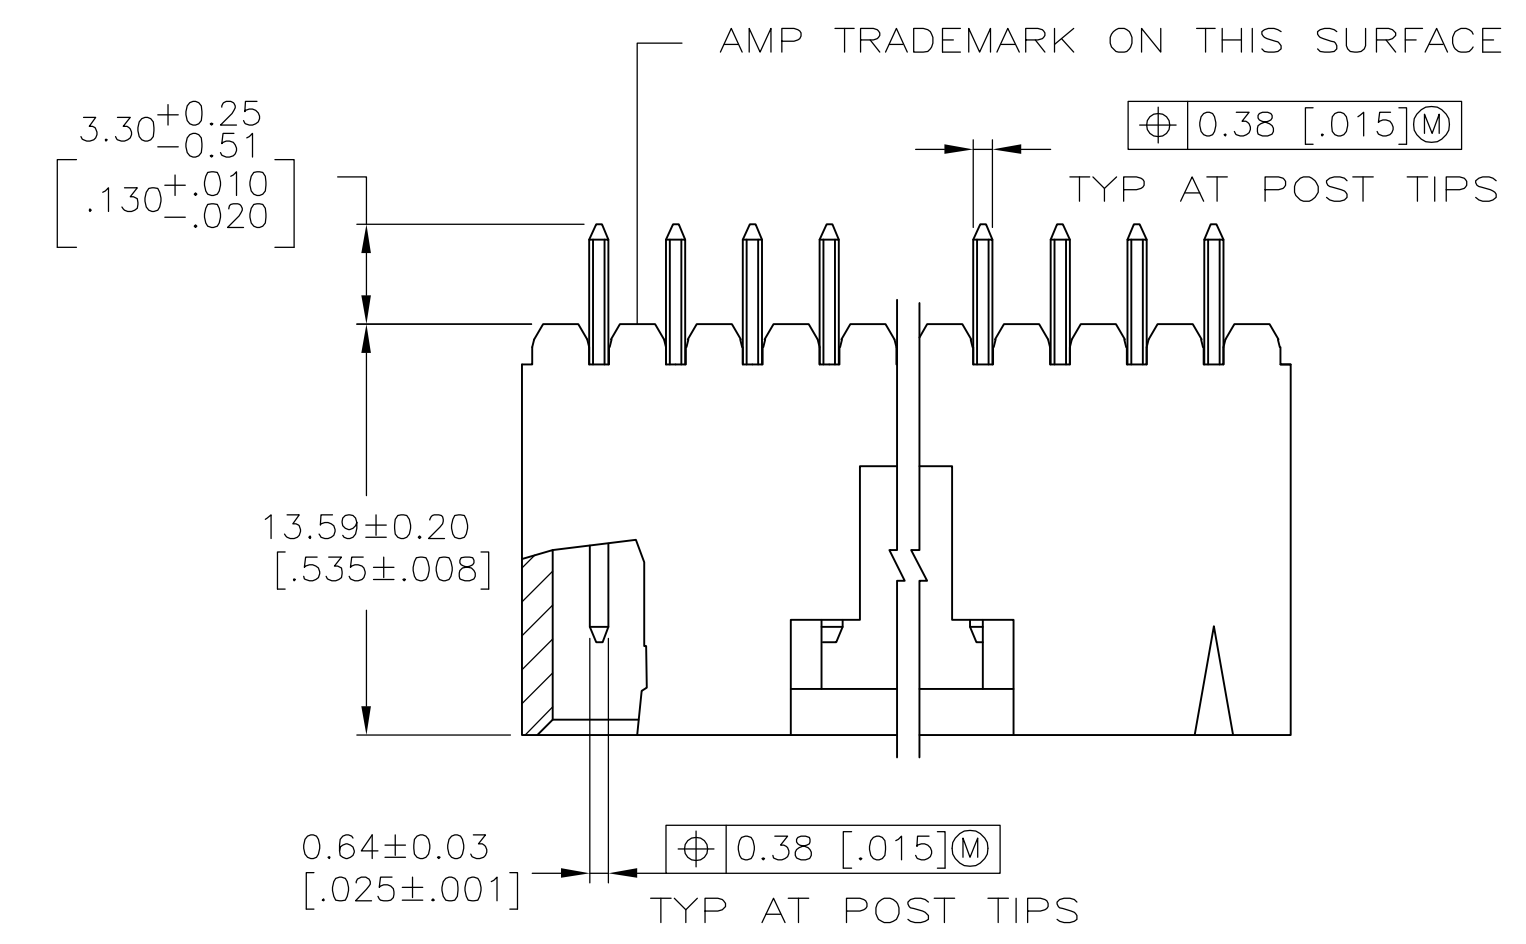 AMP TRADEMARK ON THIS SURFACE
3.30 +0.25 -0.51
[.130 +.010 -.020]
⌖ 0.38 [.015] Ⓜ
TYP AT POST TIPS
13.59±0.20
[.535±.008]
0.64±0.03
[.025±.001]
⌖ 0.38 [.015] Ⓜ
TYP AT POST TIPS